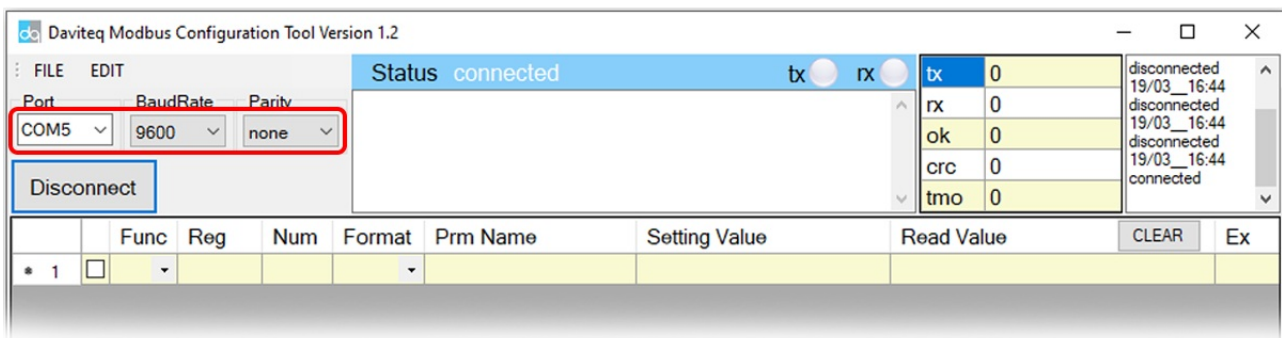 dq Daviteq Modbus Configuration Tool Version 1.2
FILE EDIT
Status connected tx rx
Port BaudRate Parity
COM5 9600 none
Disconnect
tx 0
rx 0
ok 0
crc 0
tmo 0
disconnected
19/03__16:44
disconnected
19/03__16:44
disconnected
19/03__16:44
connected
Func Reg Num Format Prm Name Setting Value Read Value CLEAR Ex
* 1